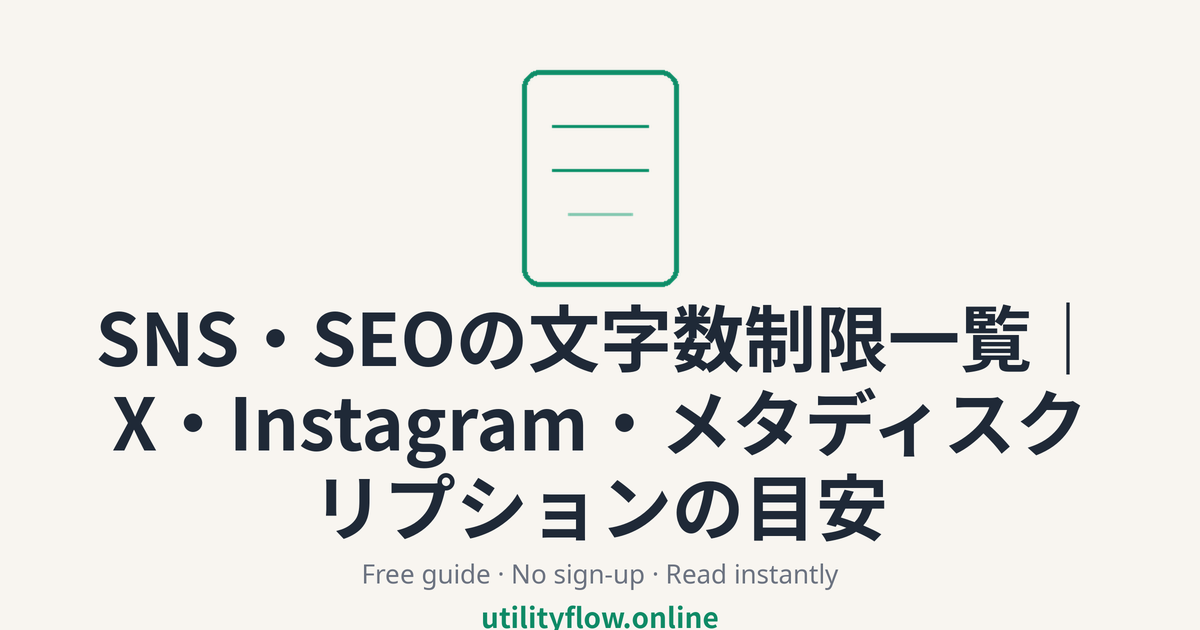 SNS・SEOの文字数制限一覧｜
X・Instagram・メタディスク
リプションの目安
Free guide · No sign-up · Read instantly
utilityflow.online